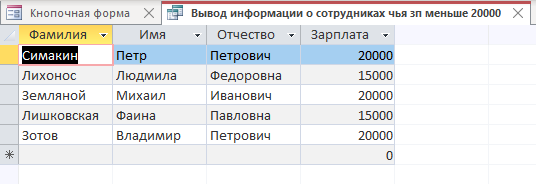 Кнопочная форма Вывод информации о сотрудниках чья зп меньше 20000
Фамилия Имя Отчество Зарплата
Симакин Петр Петрович 20000
Лихонос Людмила Федоровна 15000
Земляной Михаил Иванович 20000
Лишковская Фаина Павловна 15000
Зотов Владимир Петрович 20000
0